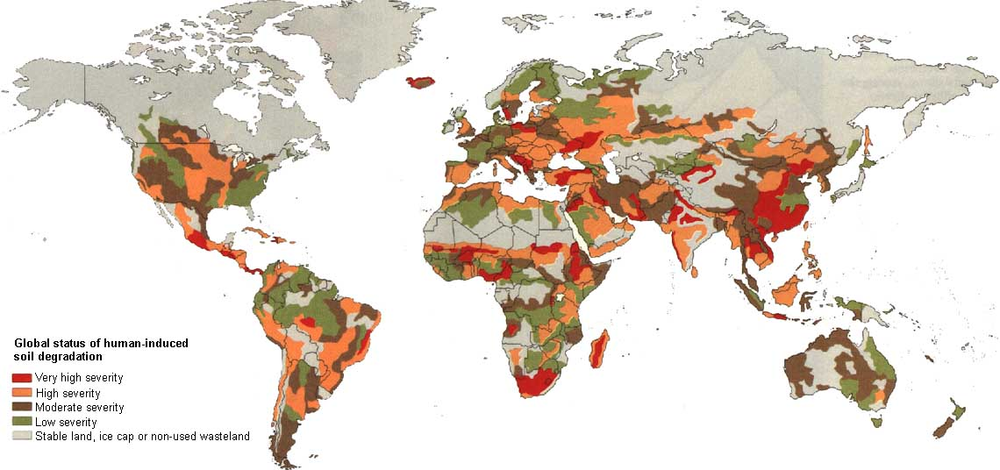 Global status of human-induced
soil degradation
Very high severity
High severity
Moderate severity
Low severity
Stable land, ice cap or non-used wasteland